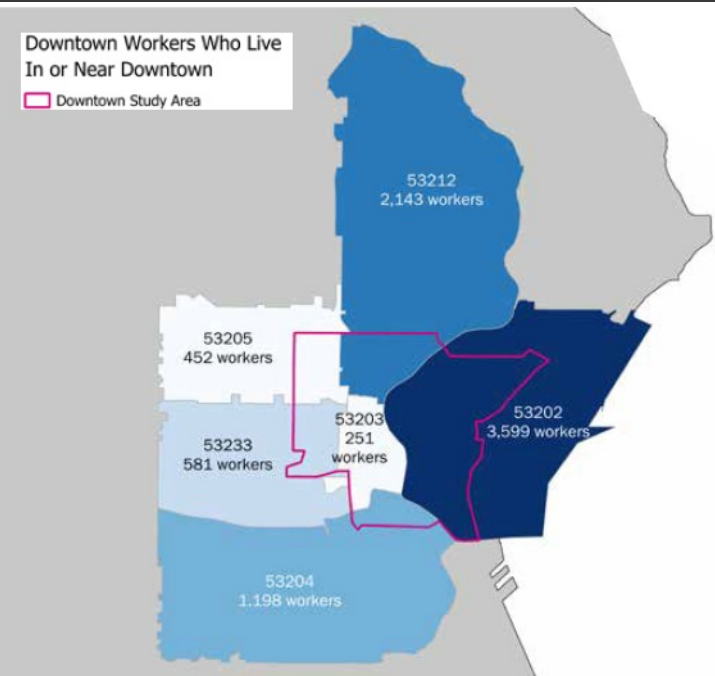 Downtown Workers Who Live
In or Near Downtown
Downtown Study Area
53212
2,143 workers
53205
452 workers
53203
251
workers
53202
3,599 workers
53233
581 workers
53204
1,198 workers